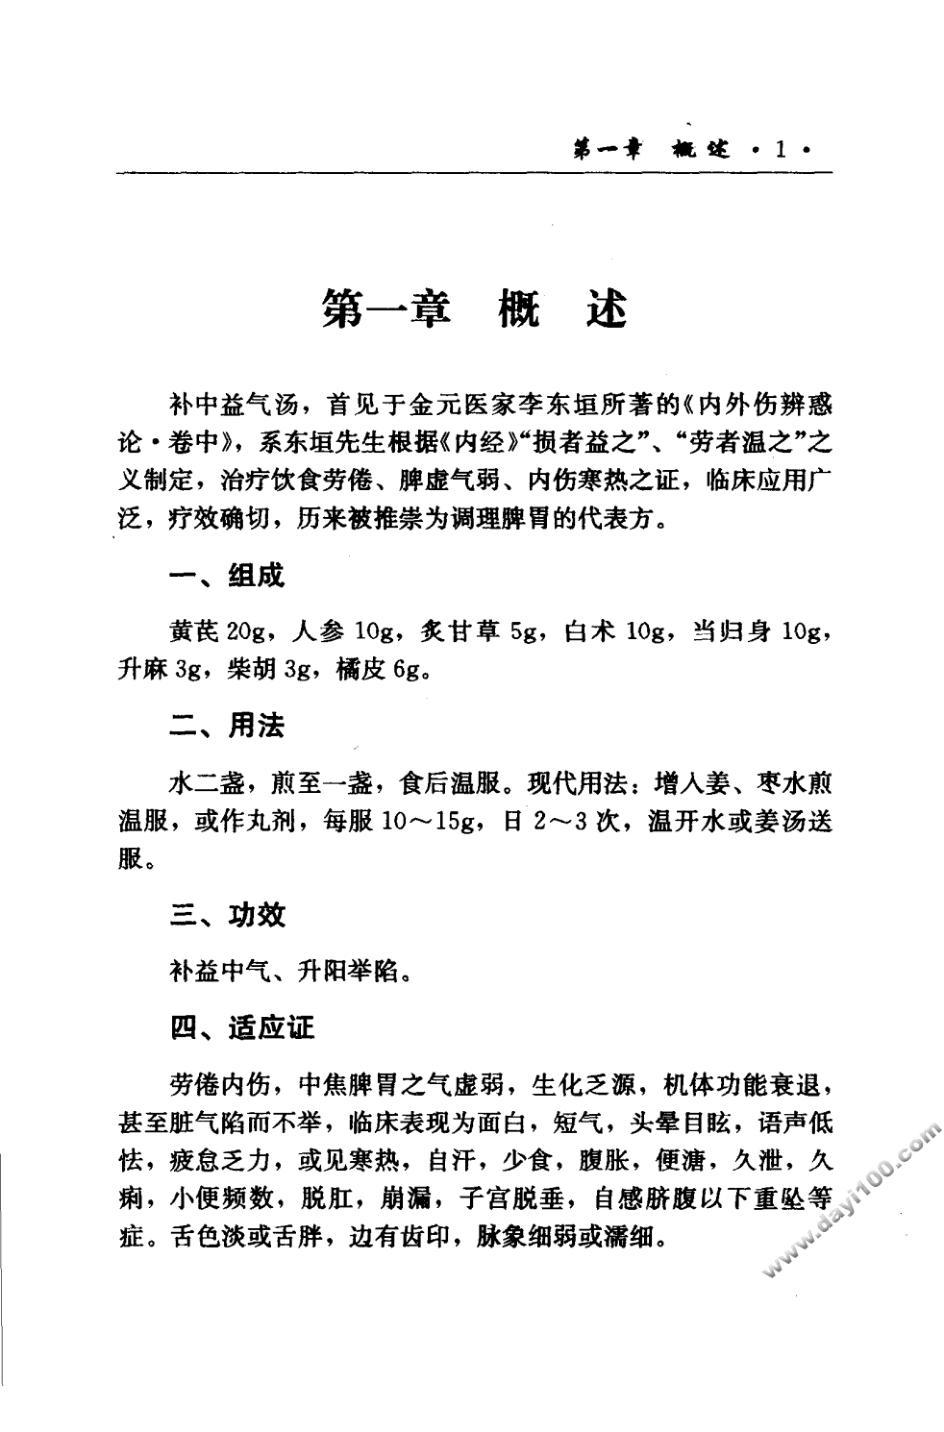 第一章 概述·1·
第一章 概 述
补中益气汤，首见于金元医家李东垣所著的《内外伤辨惑
论·卷中》，系东垣先生根据《内经》“损者益之”、“劳者温之”之
义制定，治疗饮食劳倦、脾虚气弱、内伤寒热之证，临床应用广
泛，疗效确切，历来被推崇为调理脾胃的代表方。
一、组成
黄芪 20g，人参 10g，炙甘草 5g，白术 10g，当归身 10g，
升麻 3g，柴胡 3g，橘皮 6g。
二、用法
水二盏，煎至一盏，食后温服。现代用法：增入姜、枣水煎
温服，或作丸剂，每服 10～15g，日 2～3 次，温开水或姜汤送
服。
三、功效
补益中气、升阳举陷。
四、适应证
劳倦内伤，中焦脾胃之气虚弱，生化乏源，机体功能衰退，
甚至脏气陷而不举，临床表现为面白，短气，头晕目眩，语声低
怯，疲怠乏力，或见寒热，自汗，少食，腹胀，便溏，久泄，久
痢，小便频数，脱肛，崩漏，子宫脱垂，自感脐腹以下重坠等
症。舌色淡或舌胖，边有齿印，脉象细弱或濡细。
www.dayi100.com